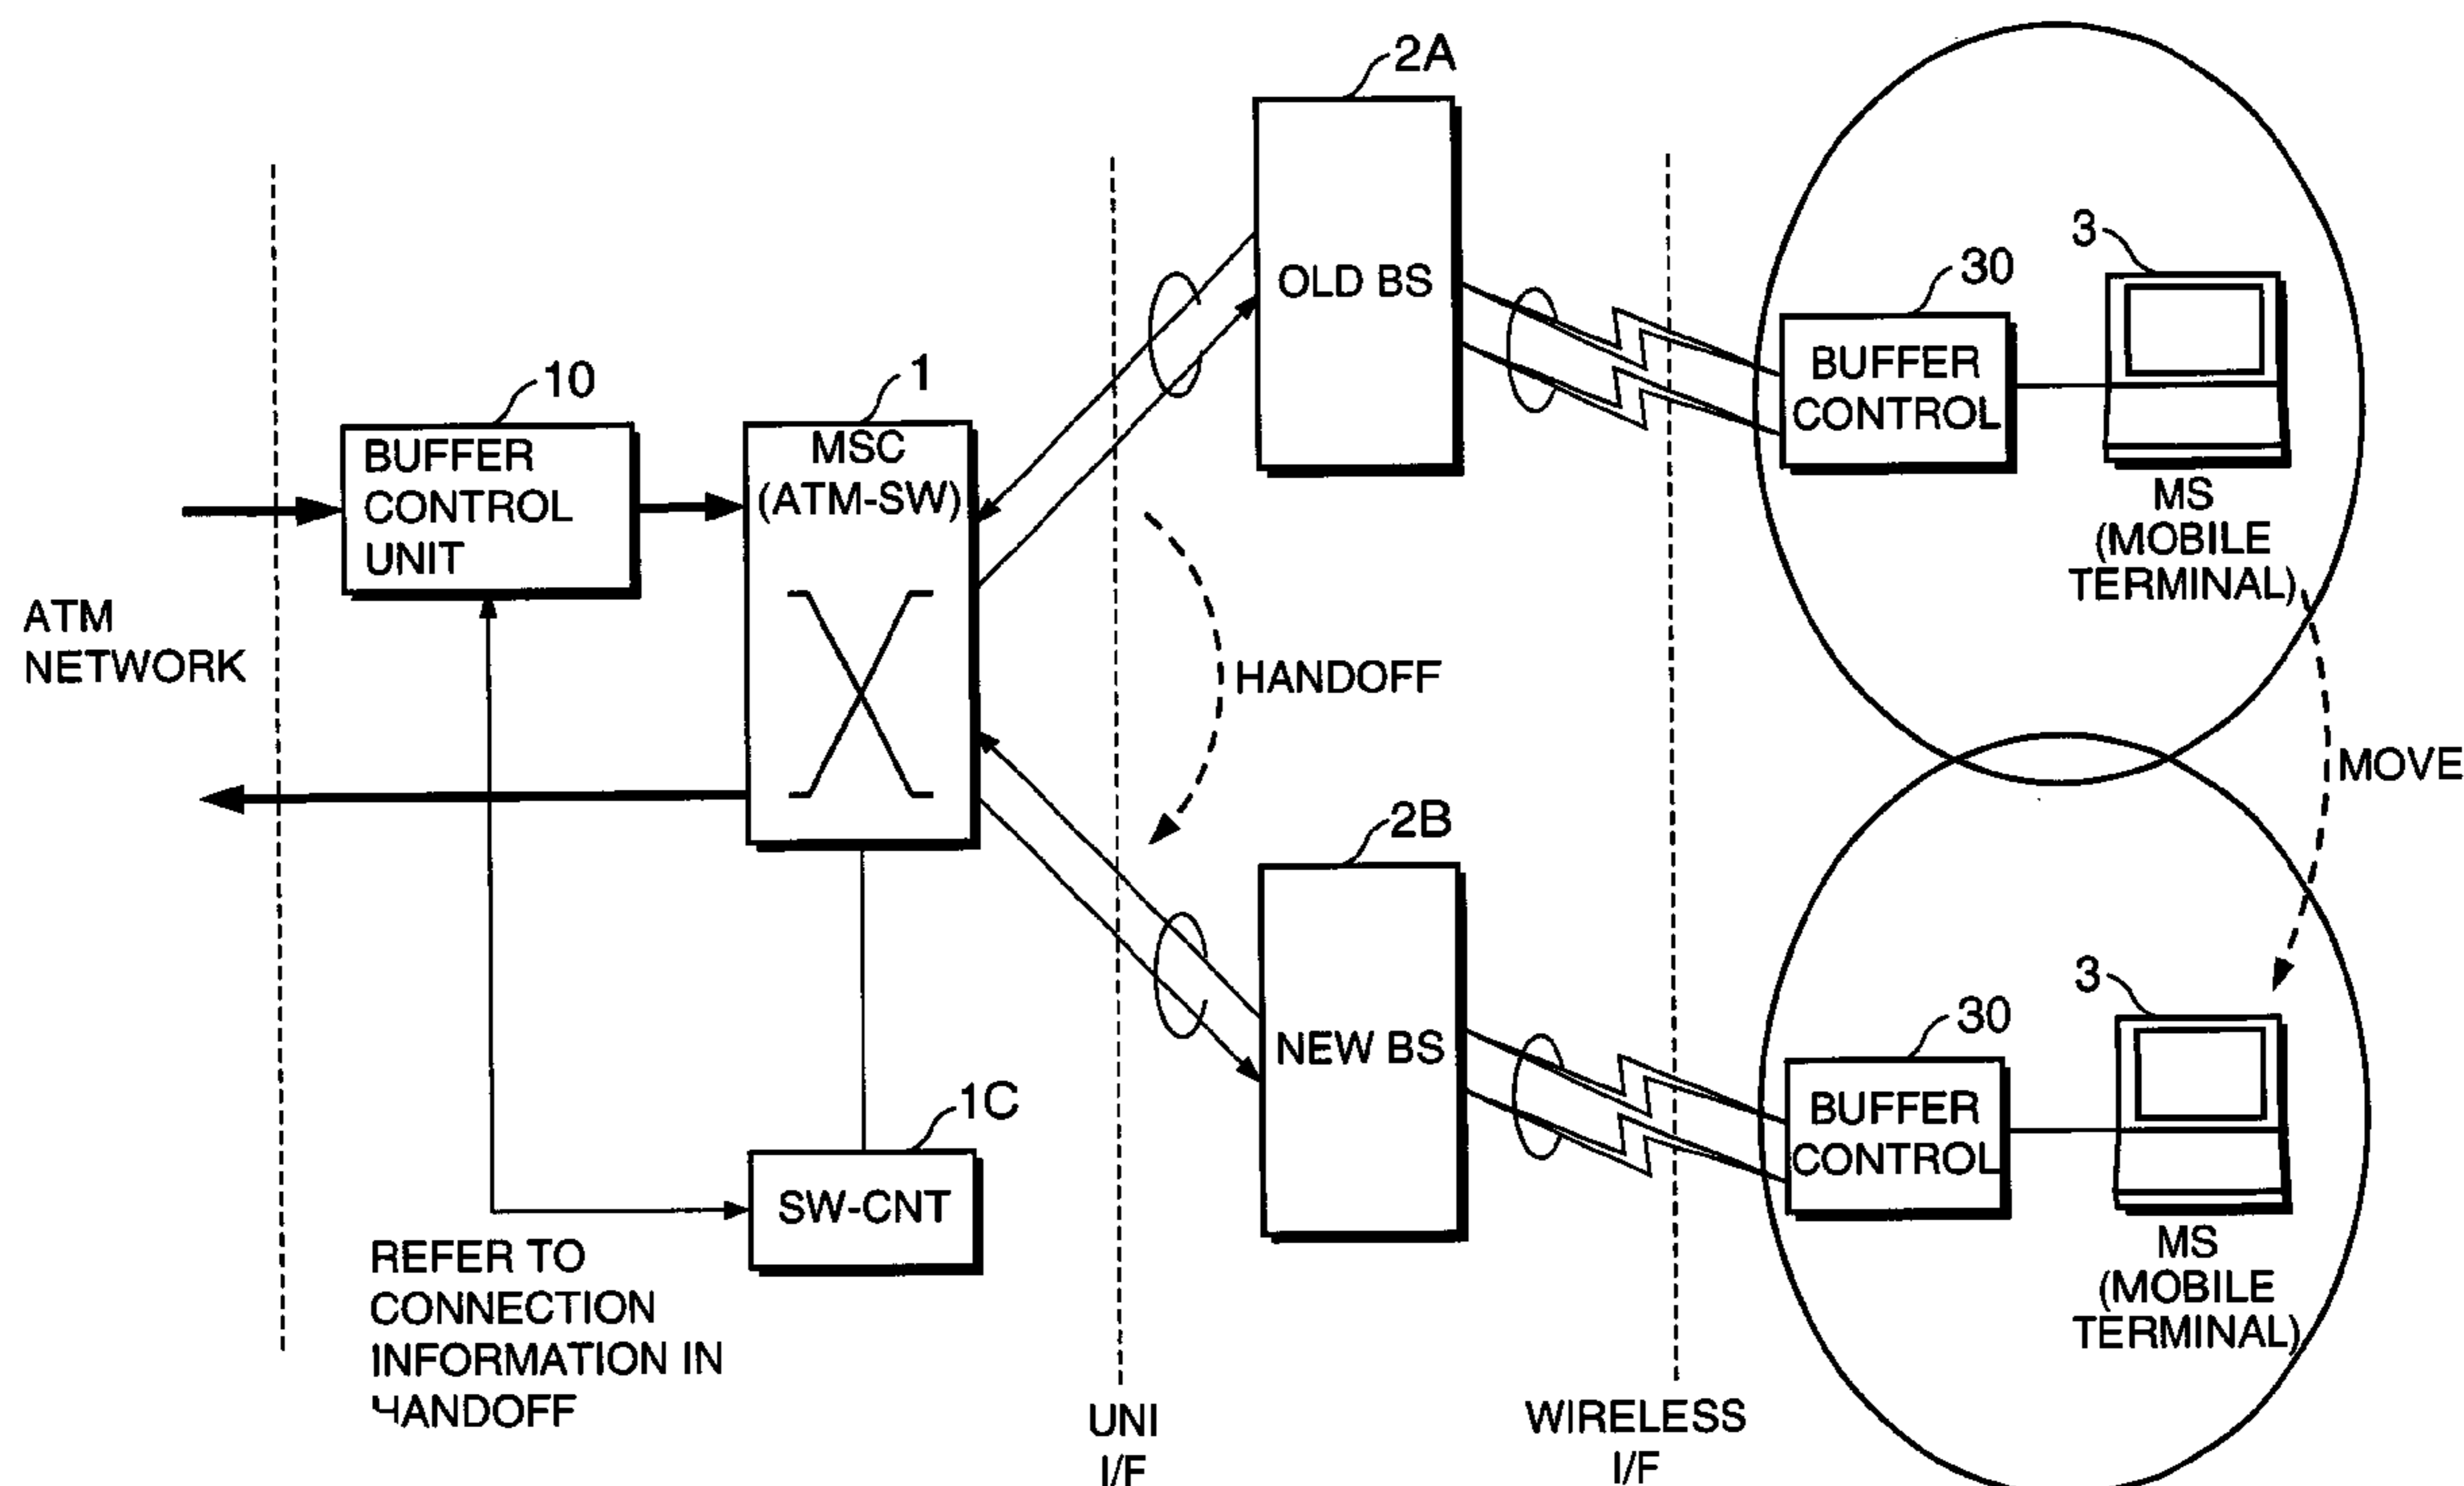 2A
OLD BS
3
30
BUFFER
CONTROL
MS
(MOBILE
TERMINAL)
10
BUFFER
CONTROL
UNIT
1
MSC
(ATM-SW)
ATM
NETWORK
HANDOFF
MOVE
2B
NEW BS
3
30
BUFFER
CONTROL
MS
(MOBILE
TERMINAL)
1C
SW-CNT
REFER TO
CONNECTION
INFORMATION IN
HANDOFF
UNI
I/F
WIRELESS
I/F